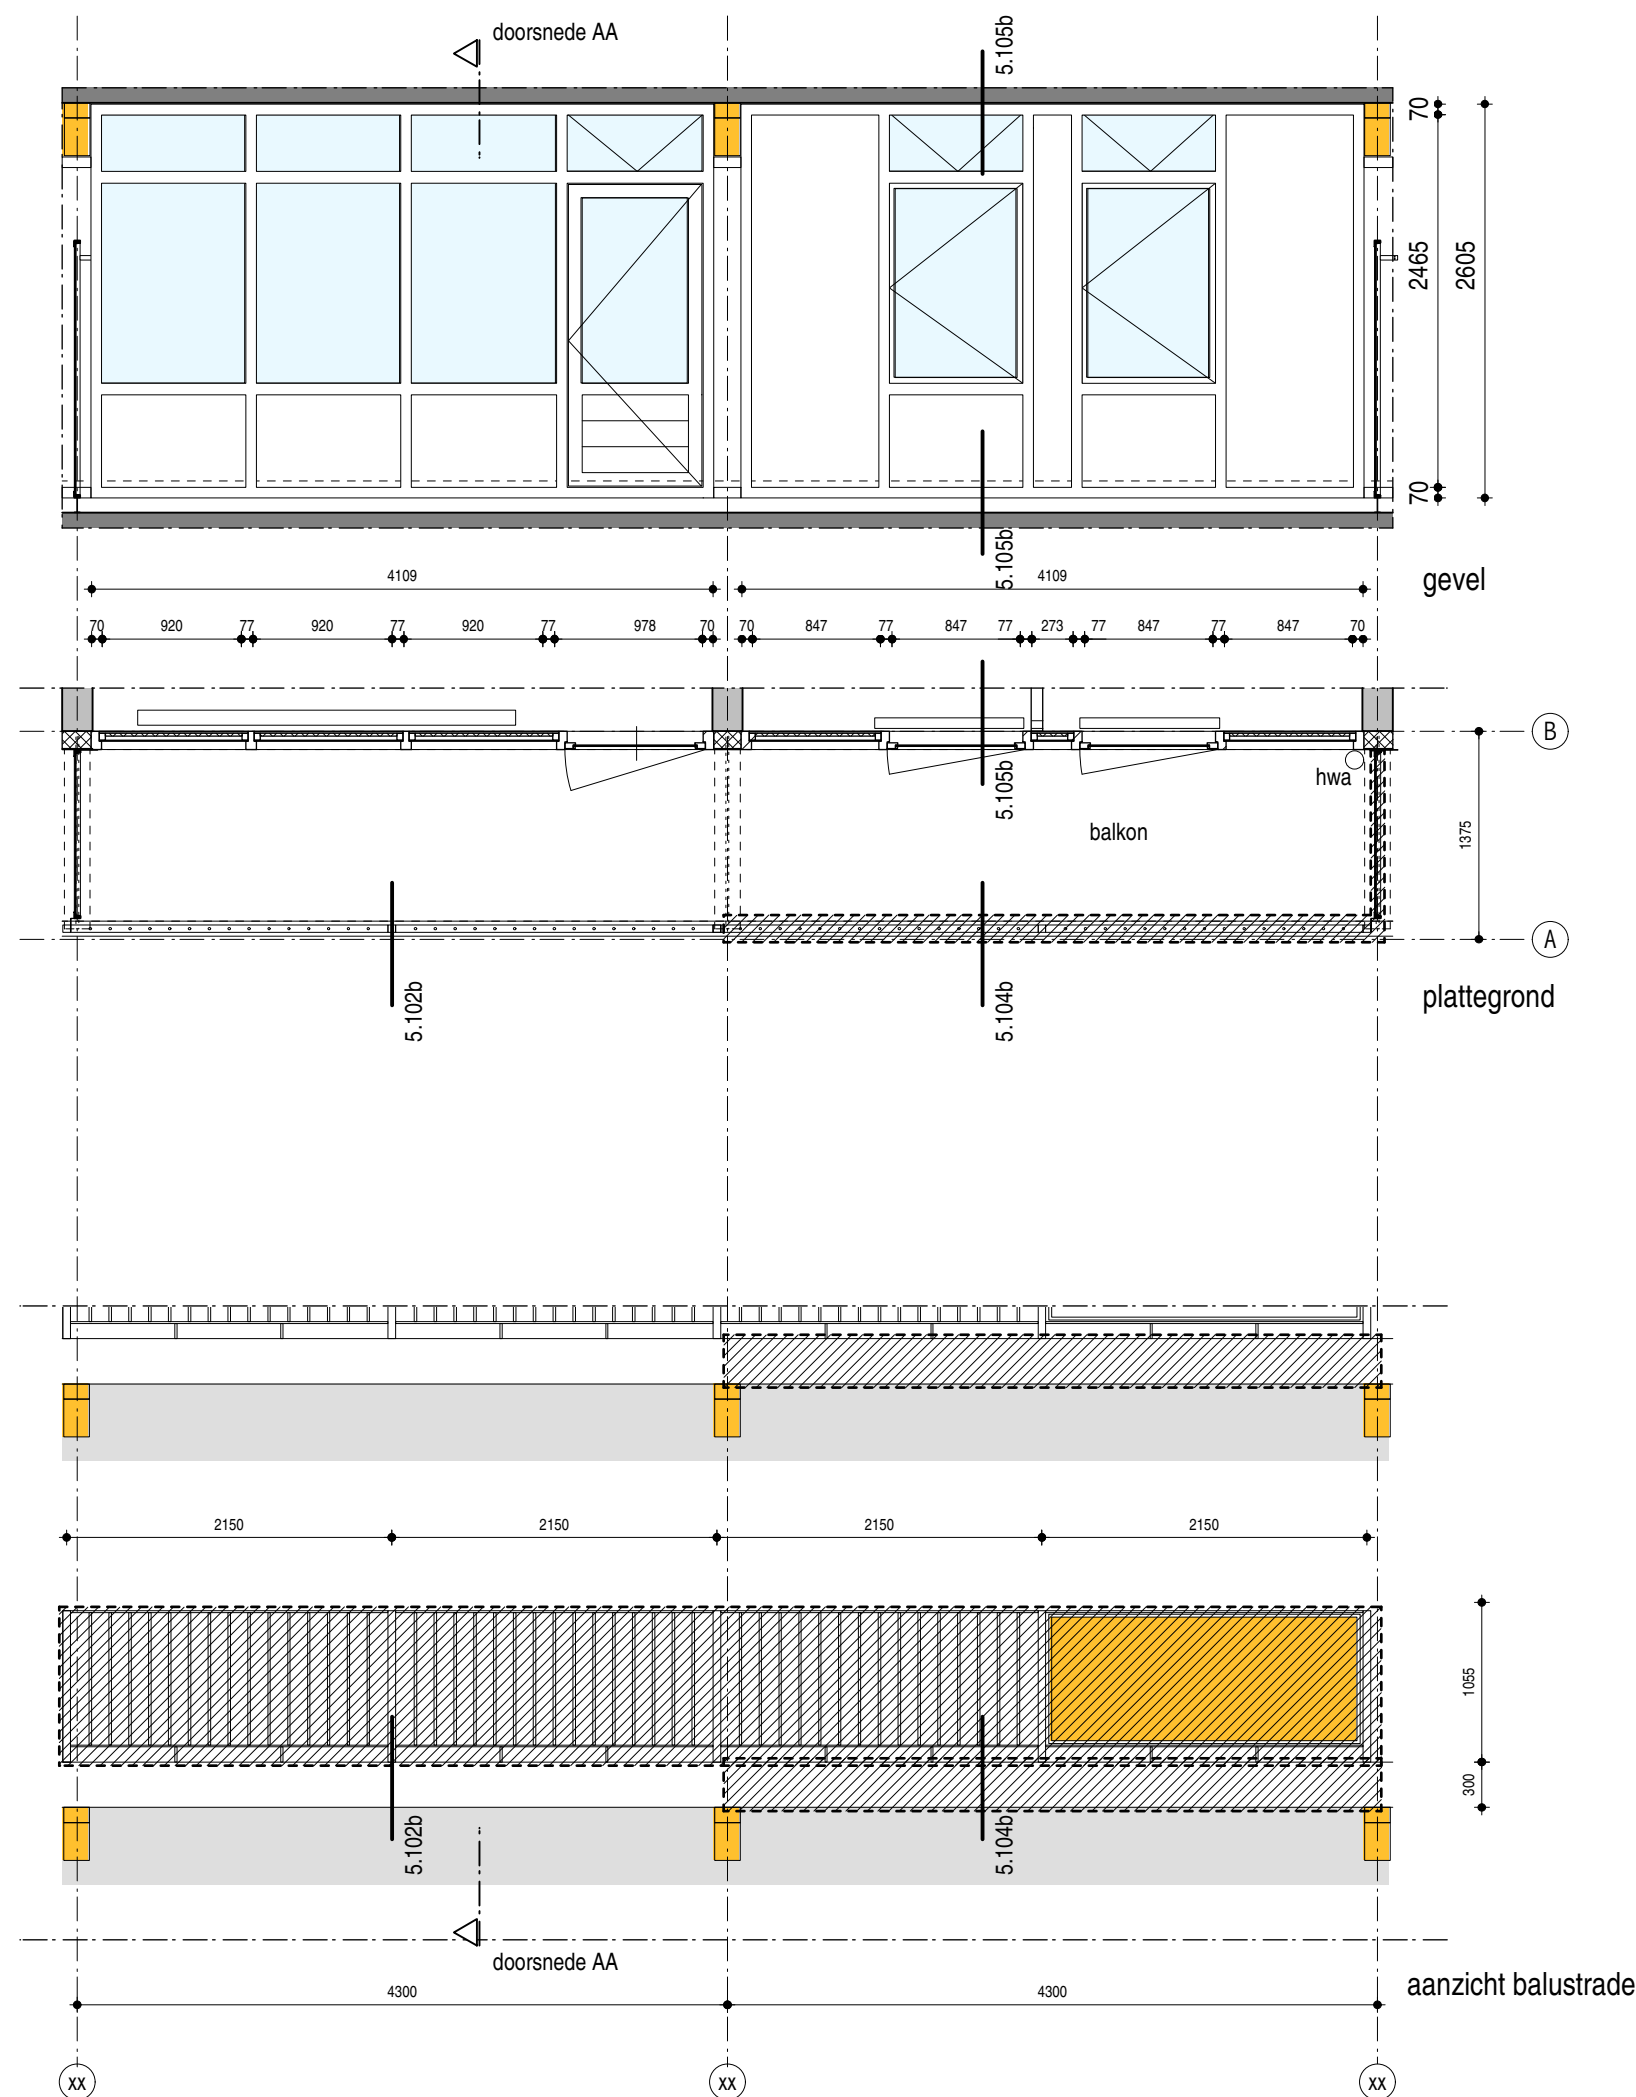 doorsnede AA
5.105b
70
2465
2605
70
5.105b
4109
4109
gevel
70 920 77 920 77 920 77 978 70 70 847 77 847 77 273 77 847 77 847 70
B
hwa
5.105b
balkon
1375
A
5.102b
5.104b
plattegrond
2150 2150 2150 2150
1055
300
5.102b
5.104b
doorsnede AA
aanzicht balustrade
4300 4300
xx xx xx